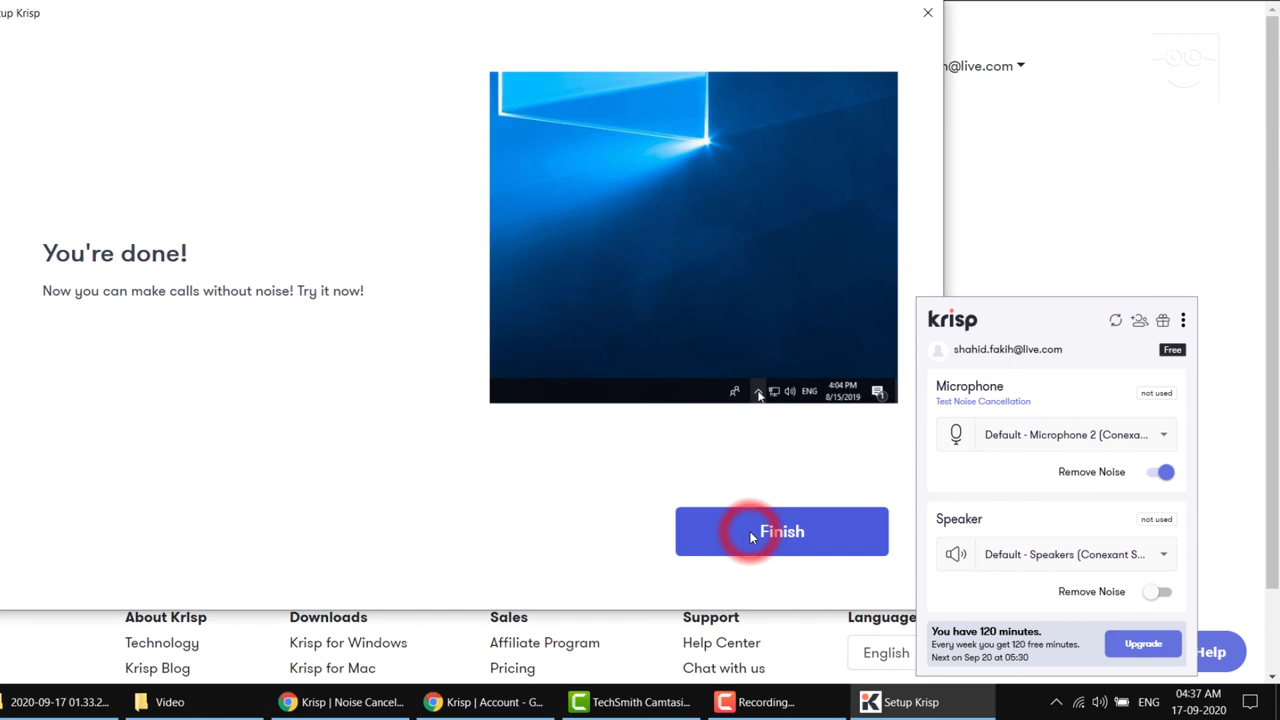 up Krisp
n@live.com
You're done!
Now you can make calls without noise! Try it now!
ENG
4:04 PM
8/15/2019
Finish
krisp
shahid.fakih@live.com
Free
Microphone
not used
Test Noise Cancellation
Default - Microphone 2 (Conexa...
Remove Noise
Speaker
not used
Default - Speakers (Conexant S...
Remove Noise
You have 120 minutes.
Every week you get 120 free minutes.
Next on Sep 20 at 05:30
Upgrade
About Krisp
Technology
Krisp Blog
Downloads
Krisp for Windows
Krisp for Mac
Sales
Affiliate Program
Pricing
Support
Help Center
Chat with us
Language
English
Help
2020-09-17 01.33.2...
Video
Krisp | Noise Cancel...
Krisp | Account - G...
TechSmith Camtasi...
Recording...
Setup Krisp
ENG
04:37 AM
17-09-2020